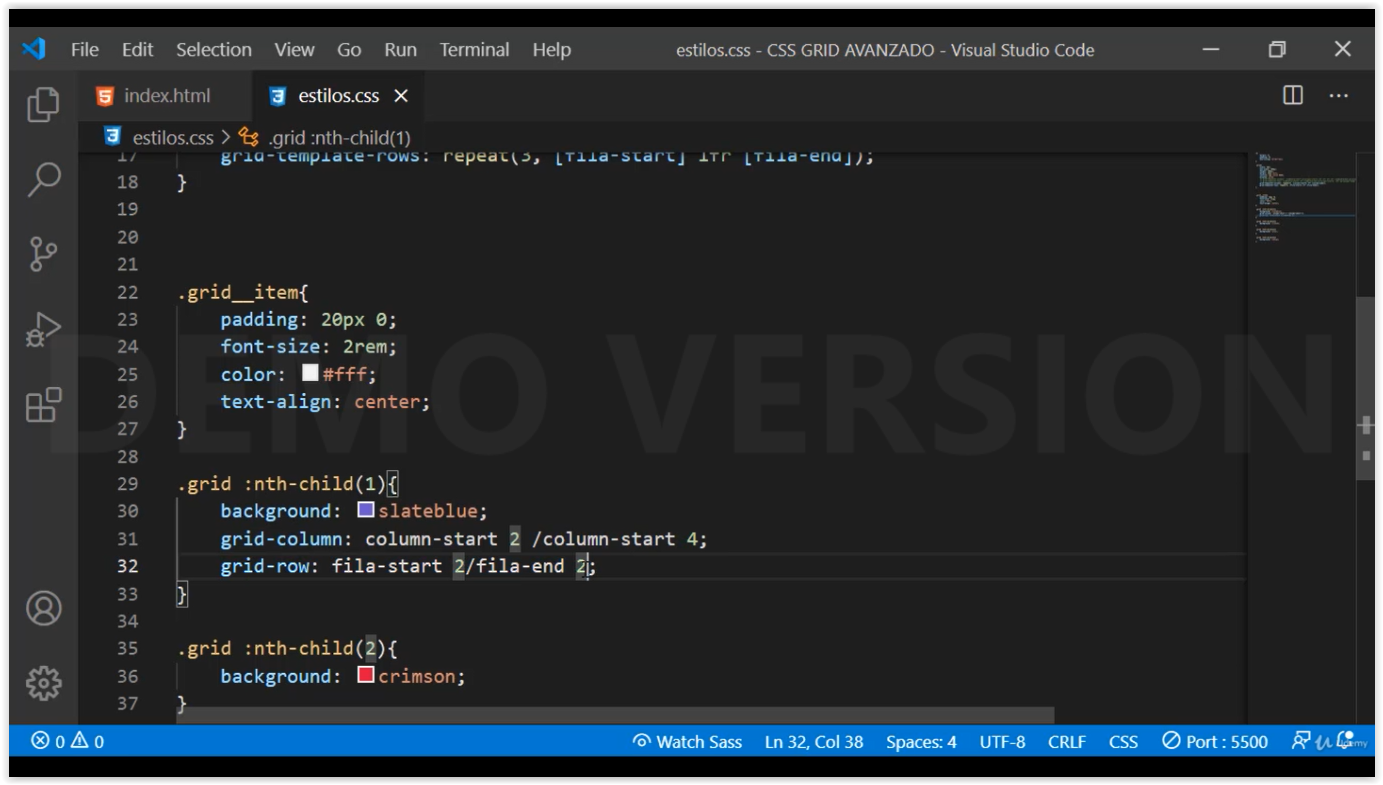 File Edit Selection View Go Run Terminal Help estilos.css - CSS GRID AVANZADO - Visual Studio Code
index.html estilos.css
estilos.css > .grid :nth-child(1)
17 grid-template-rows: repeat(3, [fila-start] 1fr [fila-end]);
18 }
19
20
21
22 .grid__item{
23 padding: 20px 0;
24 font-size: 2rem;
25 color: #fff;
26 text-align: center;
27 }
28
29 .grid :nth-child(1){
30 background: slateblue;
31 grid-column: column-start 2 /column-start 4;
32 grid-row: fila-start 2/fila-end 2;
33 }
34
35 .grid :nth-child(2){
36 background: crimson;
37 }
DEMO VERSION
0 0 Watch Sass Ln 32, Col 38 Spaces: 4 UTF-8 CRLF CSS Port : 5500